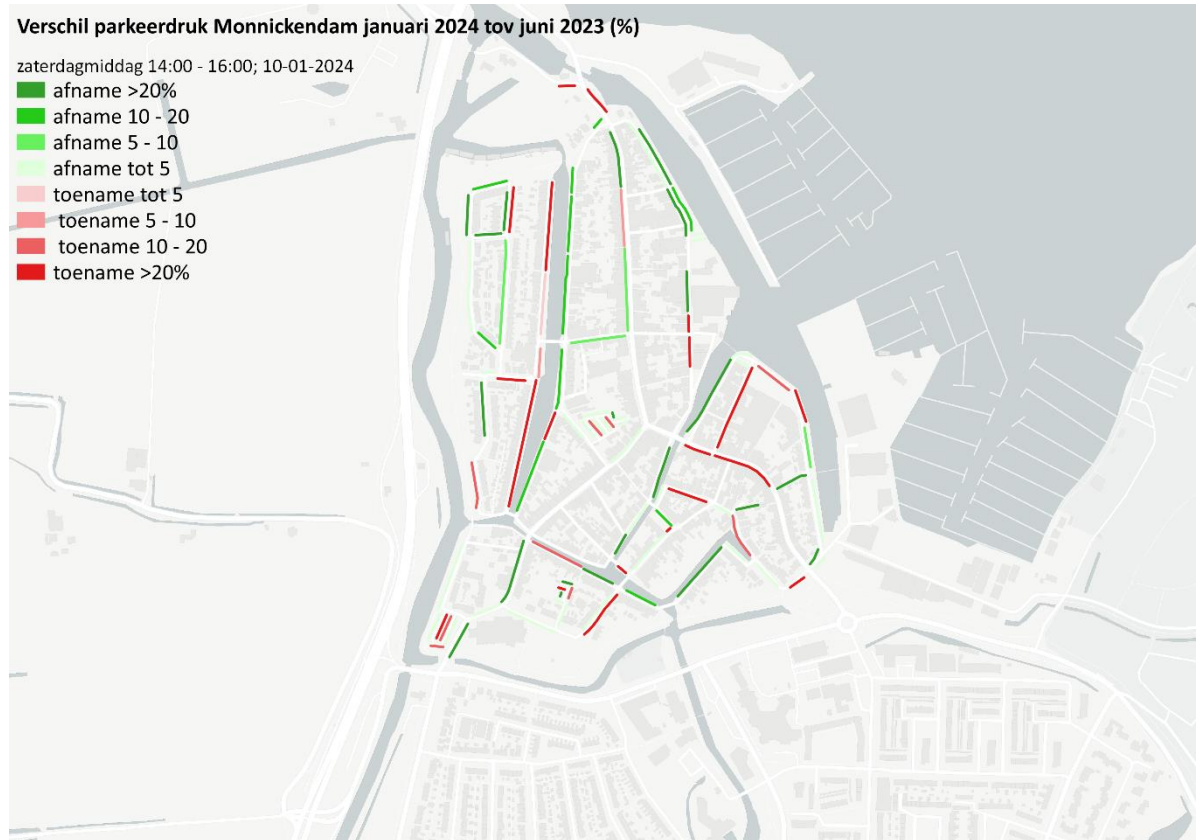 Verschil parkeerdruk Monnickendam januari 2024 tov juni 2023 (%)
zaterdagmiddag 14:00 - 16:00; 10-01-2024
afname >20%
afname 10 - 20
afname 5 - 10
afname tot 5
toename tot 5
toename 5 - 10
toename 10 - 20
toename >20%